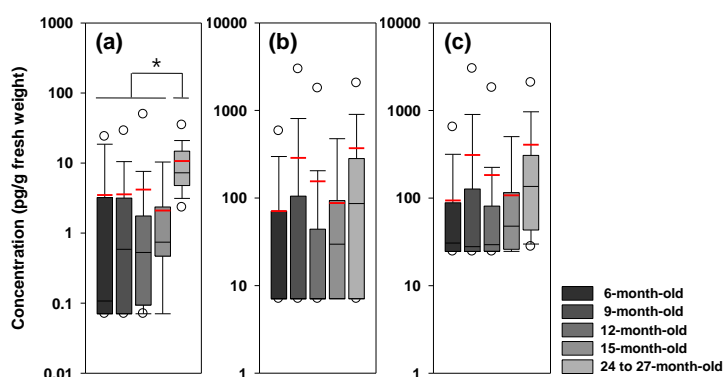 Concentration (pg/g fresh weight)
1000
100
10
1
0.1
0.01
(a)
*
10000
1000
100
10
1
(b)
10000
1000
100
10
1
(c)
6-month-old
9-month-old
12-month-old
15-month-old
24 to 27-month-old